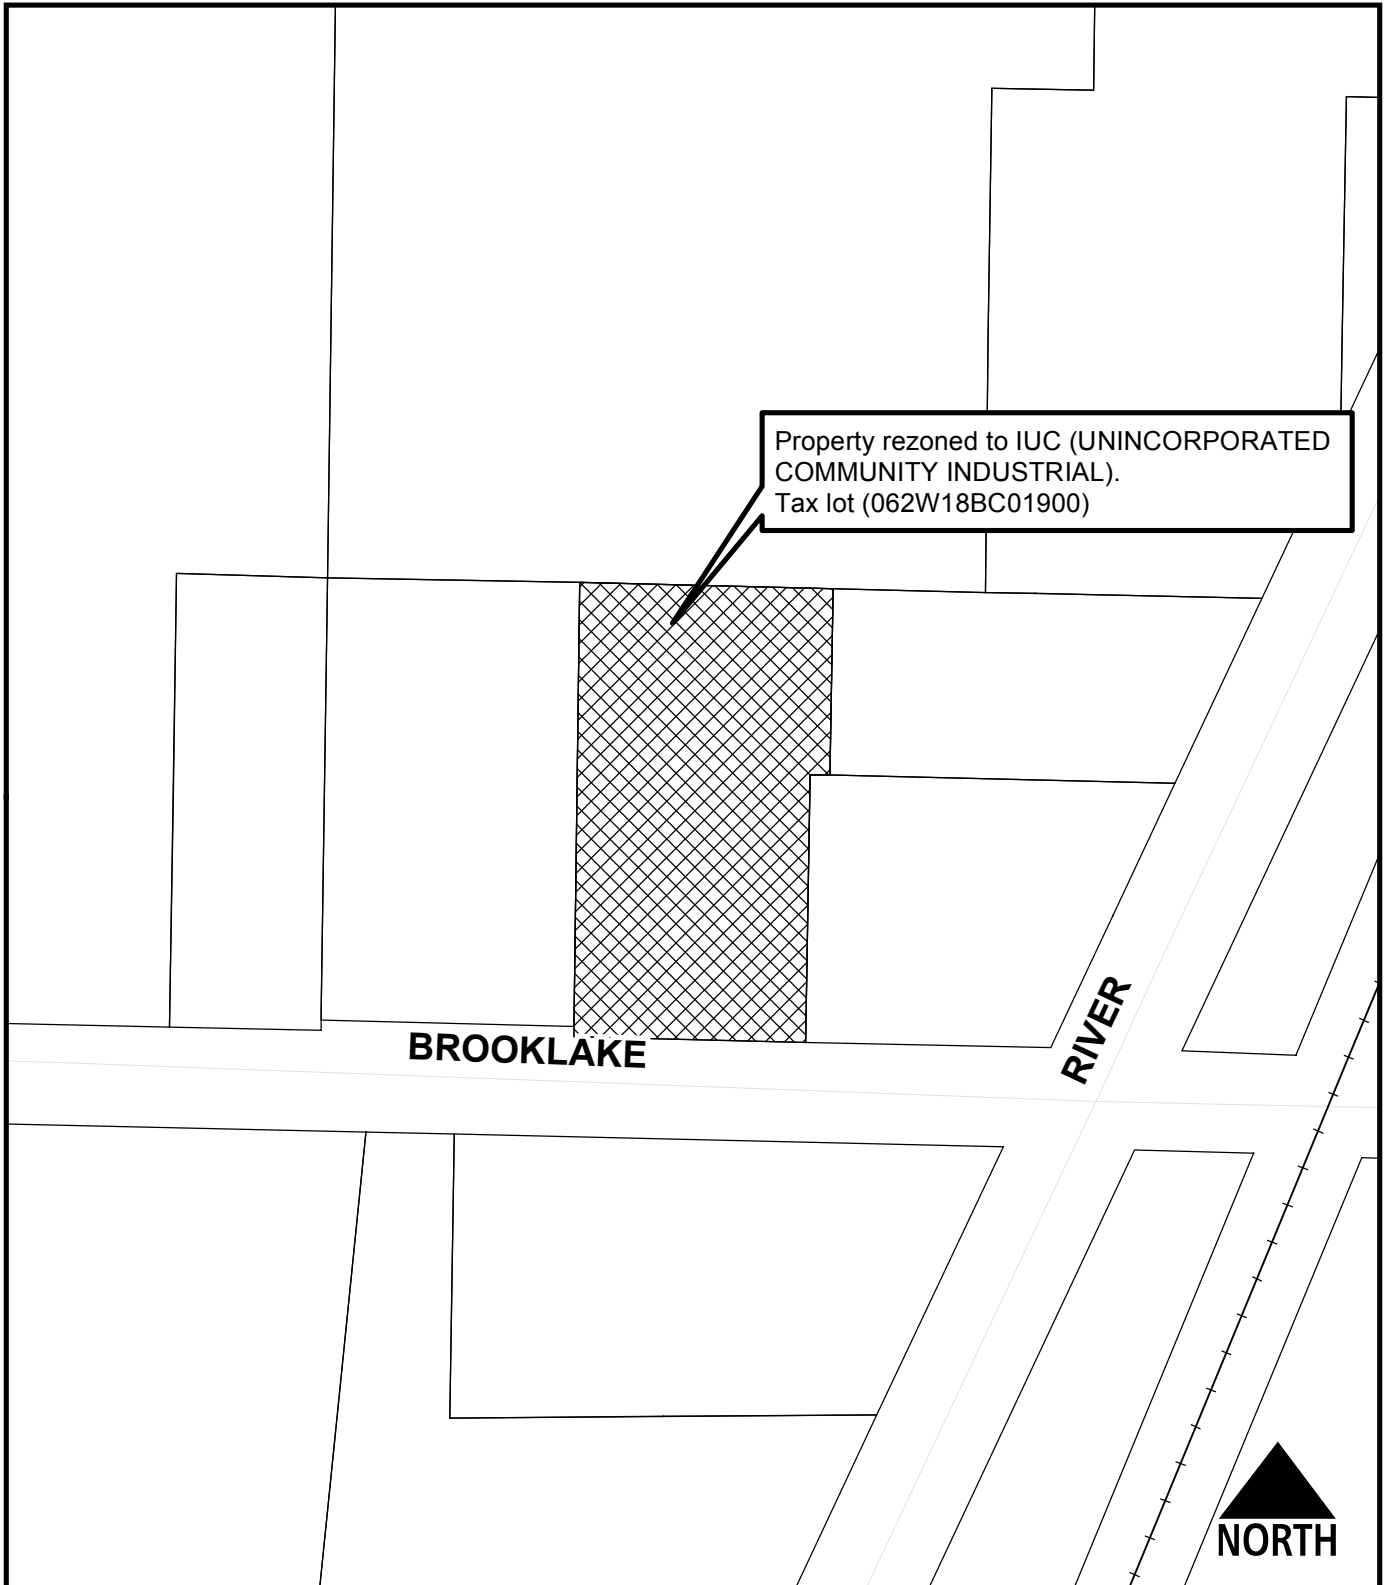 Property rezoned to IUC (UNINCORPORATED
COMMUNITY INDUSTRIAL).
Tax lot (062W18BC01900)
BROOKLAKE
RIVER
NORTH